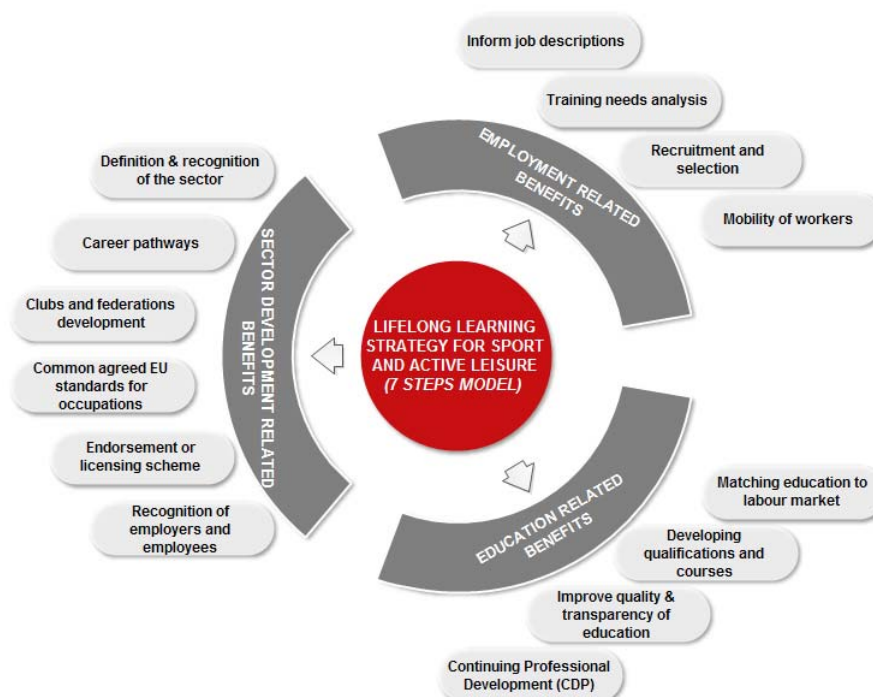 Inform job descriptions
Training needs analysis
Recruitment and
selection
Mobility of workers
EMPLOYMENT RELATED
BENEFITS
Definition & recognition
of the sector
Career pathways
Clubs and federations
development
Common agreed EU
standards for
occupations
Endorsement or
licensing scheme
Recognition of
employers and
employees
SECTOR DEVELOPMENT RELATED
BENEFITS
LIFELONG LEARNING
STRATEGY FOR SPORT
AND ACTIVE LEISURE
(7 STEPS MODEL)
EDUCATION RELATED
BENEFITS
Matching education to
labour market
Developing
qualifications and
courses
Improve quality &
transparency of
education
Continuing Professional
Development (CDP)